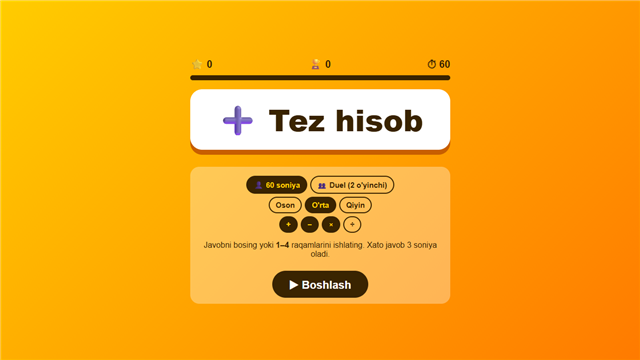 0 0 60
Tez hisob
60 soniya Duel (2 o'yinchi)
Oson O'rta Qiyin
+ − × ÷
Javobni bosing yoki 1–4 raqamlarini ishlating. Xato javob 3 soniya
oladi.
Boshlash